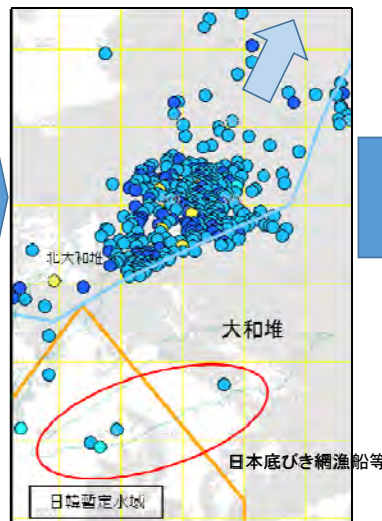 北大和堆
大和堆
日本底びき網漁船等
日韓暫定水域